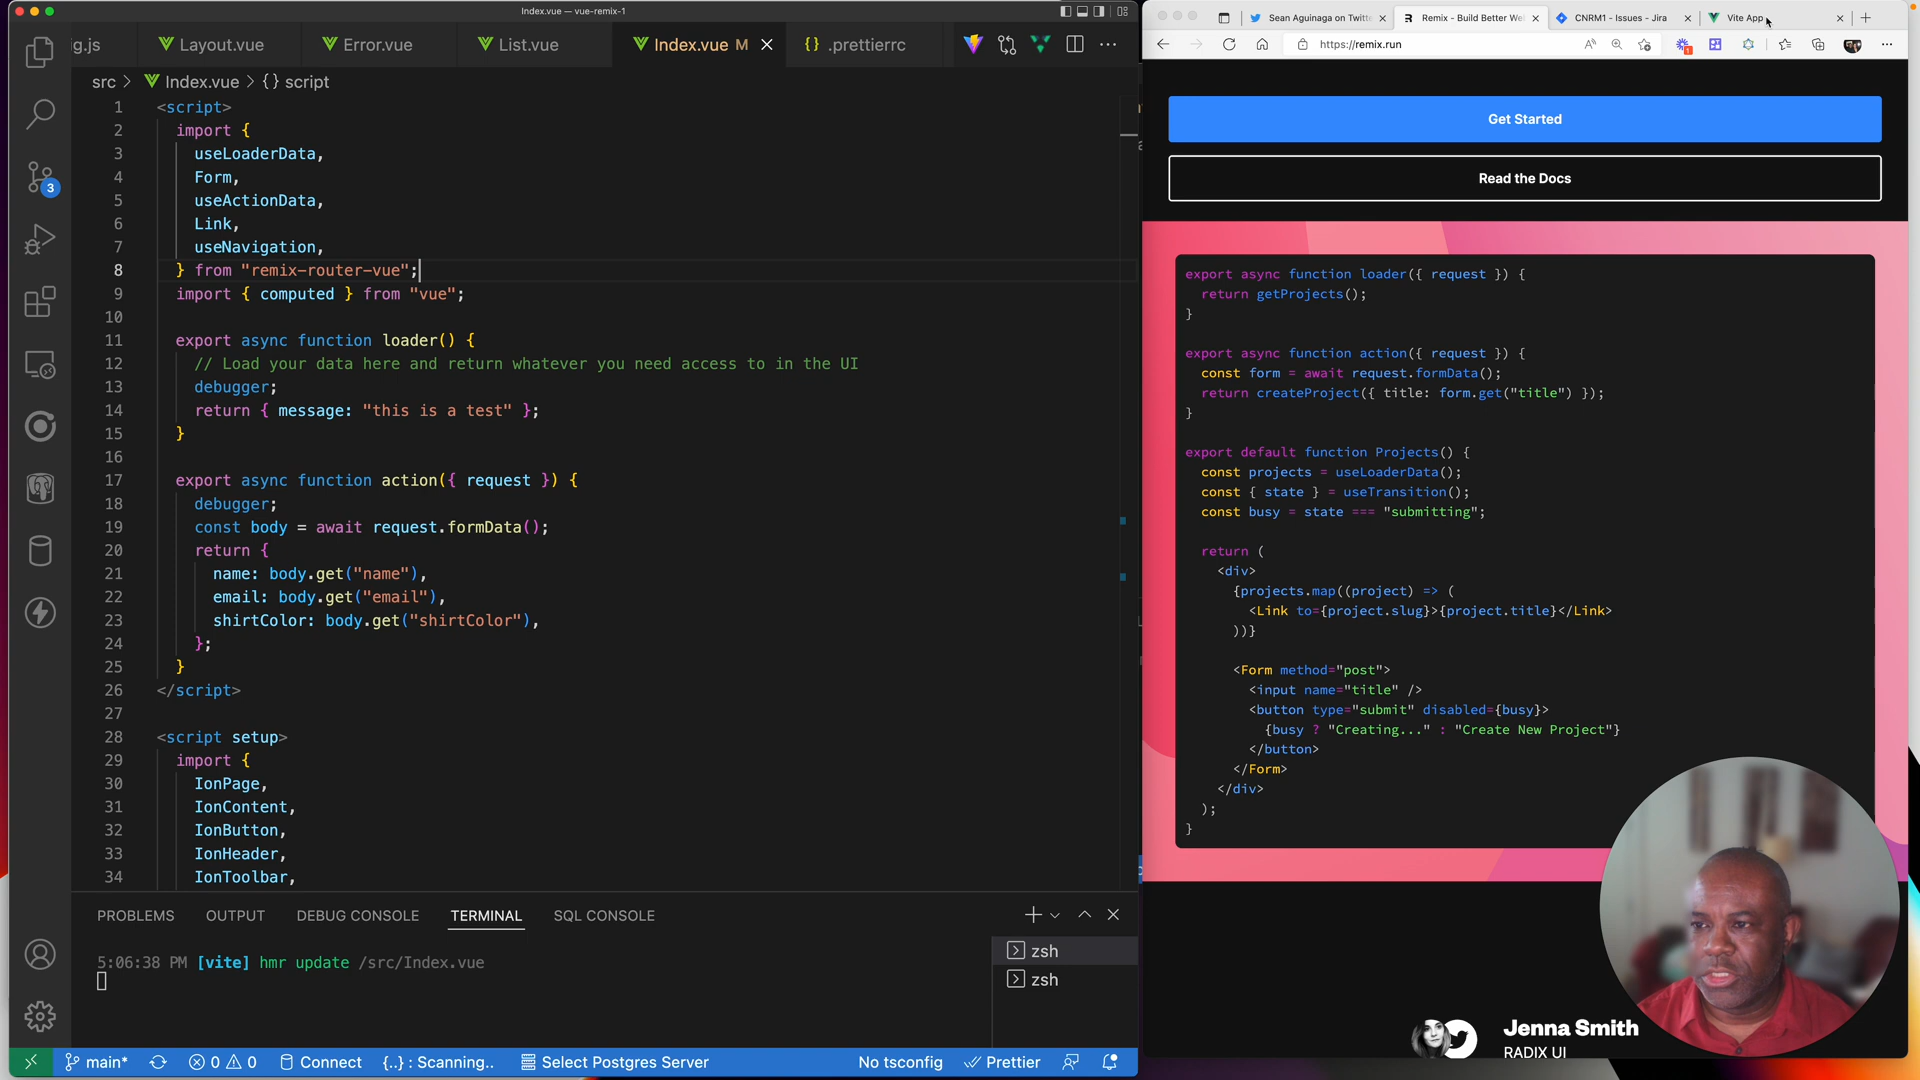 Index.vue — vue-remix-1
ig.js
Layout.vue
Error.vue
List.vue
Index.vue M
{} .prettierrc
src > Index.vue > {} script
1 <script>
2 import {
3 useLoaderData,
4 Form,
5 useActionData,
6 Link,
7 useNavigation,
8 } from "remix-router-vue";
9 import { computed } from "vue";
10
11 export async function loader() {
12 // Load your data here and return whatever you need access to in the UI
13 debugger;
14 return { message: "this is a test" };
15 }
16
17 export async function action({ request }) {
18 debugger;
19 const body = await request.formData();
20 return {
21 name: body.get("name"),
22 email: body.get("email"),
23 shirtColor: body.get("shirtColor"),
24 };
25 }
26 </script>
27
28 <script setup>
29 import {
30 IonPage,
31 IonContent,
32 IonButton,
33 IonHeader,
34 IonToolbar,
3
PROBLEMS
OUTPUT
DEBUG CONSOLE
TERMINAL
SQL CONSOLE
5:06:38 PM [vite] hmr update /src/Index.vue
zsh
zsh
main*
0
0
Connect
{..} : Scanning..
Select Postgres Server
No tsconfig
Prettier
Sean Aguinaga on Twitt
Remix - Build Better We
CNRM1 - Issues - Jira
Vite App
https://remix.run
Get Started
Read the Docs
export async function loader({ request }) {
return getProjects();
}
export async function action({ request }) {
const form = await request.formData();
return createProject({ title: form.get("title") });
}
export default function Projects() {
const projects = useLoaderData();
const { state } = useTransition();
const busy = state === "submitting";
return (
<div>
{projects.map((project) => (
<Link to={project.slug}>{project.title}</Link>
))}
<Form method="post">
<input name="title" />
<button type="submit" disabled={busy}>
{busy ? "Creating..." : "Create New Project"}
</button>
</Form>
</div>
);
}
Jenna Smith
RADIX UI